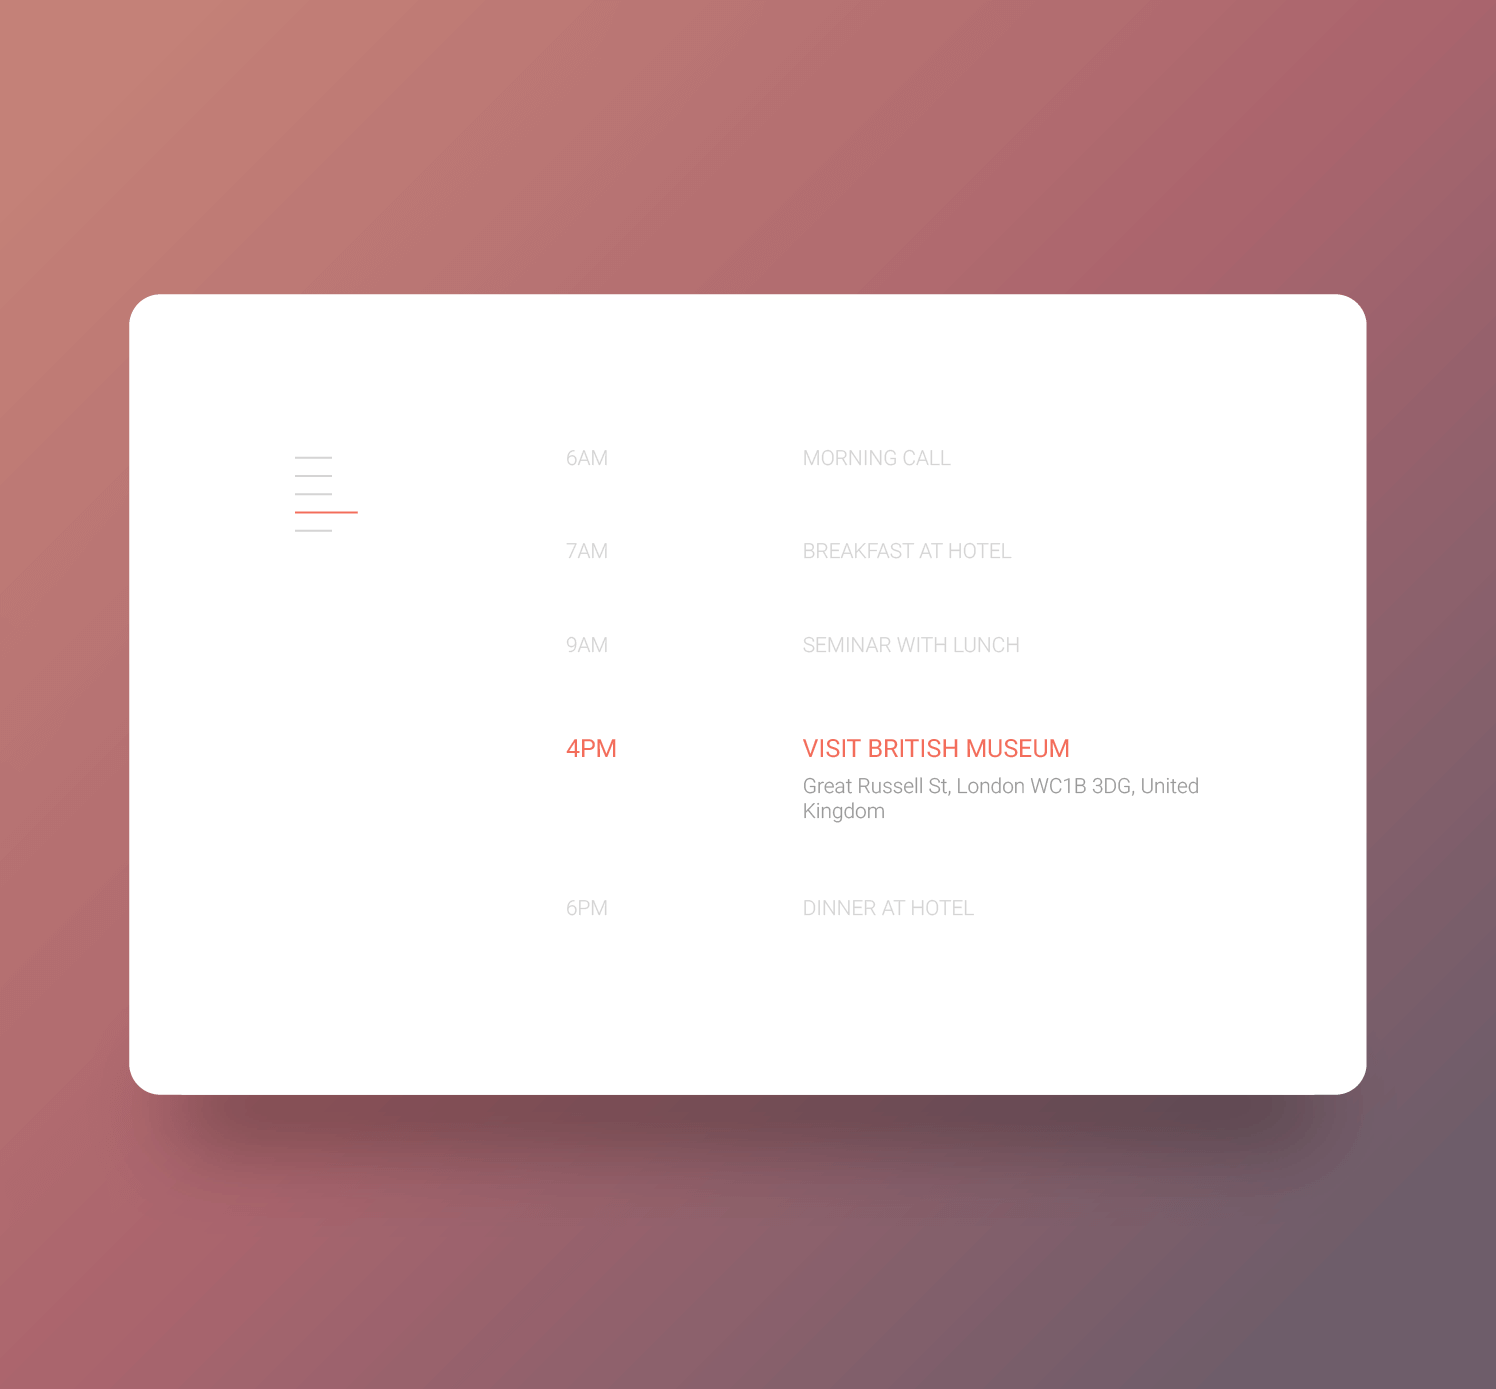 6AM MORNING CALL
7AM BREAKFAST AT HOTEL
9AM SEMINAR WITH LUNCH
4PM VISIT BRITISH MUSEUM
Great Russell St, London WC1B 3DG, United
Kingdom
6PM DINNER AT HOTEL